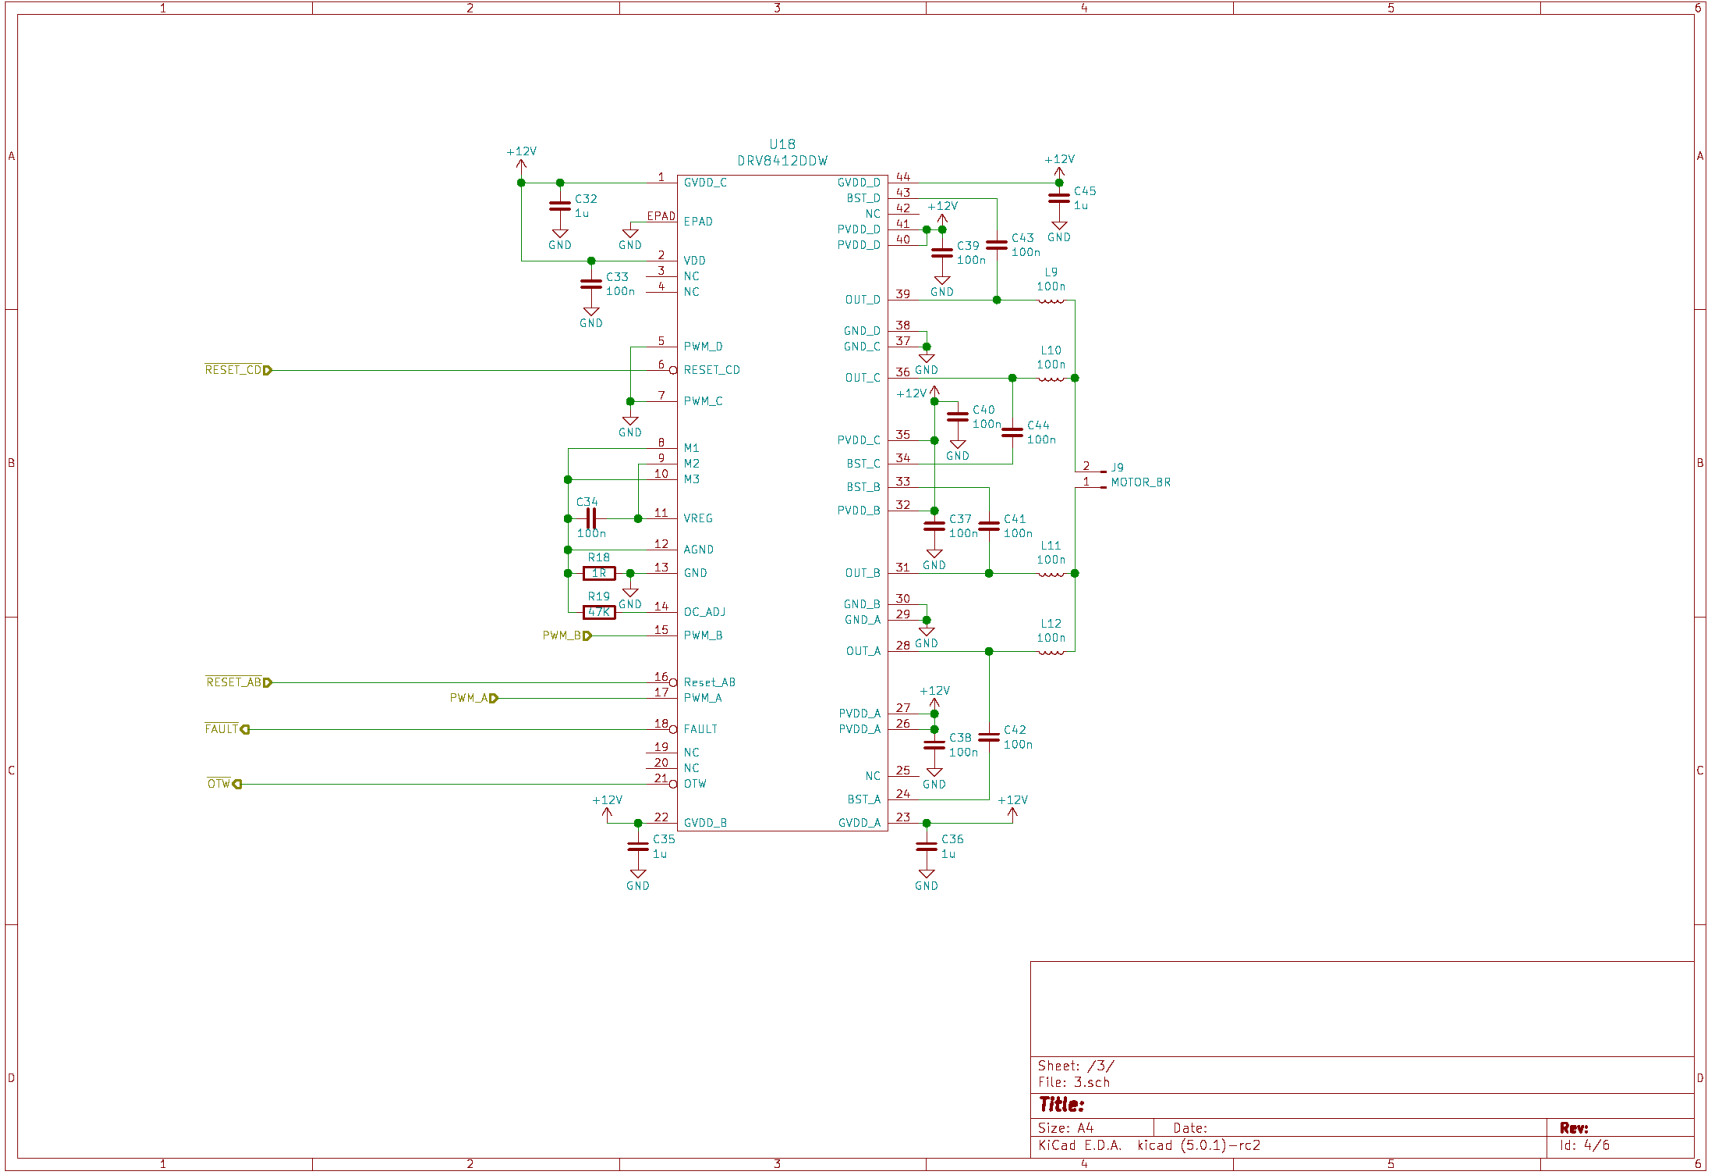 1 2 3 4 5 6
A A
B B
C C
D D
1 2 3 4 5 6
U18
DRV8412DDW
+12V
C32
1u
GND
GND
C33
100n
GND
1 GVDD_C
EPAD EPAD
2 VDD
3 NC
4 NC
5 PWM_D
RESET_CD
6 RESET_CD
7 PWM_C
GND
8 M1
9 M2
10 M3
C34
100n
11 VREG
12 AGND
R18
1R
13 GND
GND
R19
47K
14 OC_ADJ
PWM_B
15 PWM_B
RESET_AB
16 Reset_AB
PWM_A
17 PWM_A
FAULT
18 FAULT
19 NC
20 NC
OTW
21 OTW
+12V
22 GVDD_B
C35
1u
GND
GVDD_D 44
+12V
C45
1u
GND
BST_D 43
NC 42
+12V
PVDD_D 41
PVDD_D 40
C39
100n
GND
C43
100n
L9
100n
OUT_D 39
GND_D 38
GND_C 37
GND
L10
100n
OUT_C 36
+12V
C40
100n
GND
C44
100n
PVDD_C 35
BST_C 34
BST_B 33
PVDD_B 32
2 J9
1 MOTOR_BR
C37
100n
GND
C41
100n
L11
100n
OUT_B 31
GND_B 30
GND_A 29
GND
L12
100n
OUT_A 28
+12V
PVDD_A 27
PVDD_A 26
C38
100n
GND
C42
100n
NC 25
BST_A 24
+12V
GVDD_A 23
C36
1u
GND
Sheet: /3/
File: 3.sch
Title:
Size: A4 Date: Rev:
KiCad E.D.A. kicad (5.0.1)-rc2 Id: 4/6